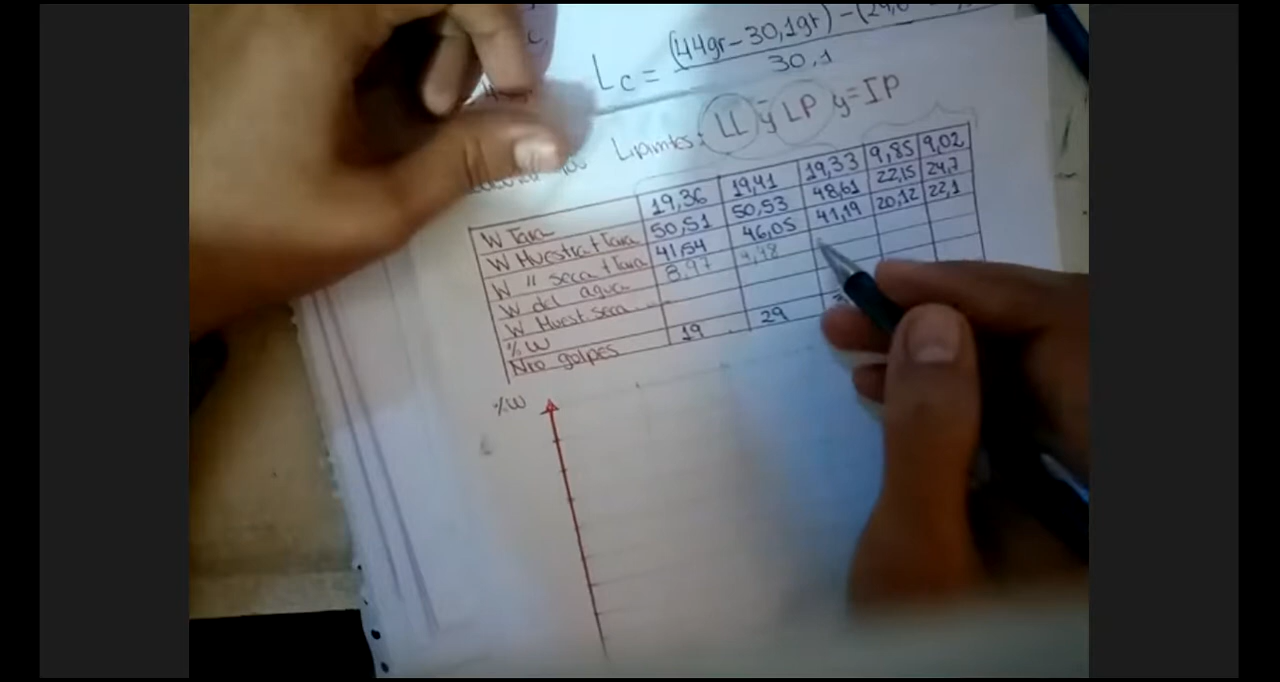 Lc = (44gr - 30,1gr) - (24,
30,1
Limites: LL y LP y = IP
W Tara 19,36 19,41 19,33 9,85 9,02
W Muestra + Tara 50,51 50,53 48,61 22,15 24,7
W " seca + Tara 41,54 46,05 41,19 20,12 22,1
W del agua 8,97 4,48
W Muest. seca
% W
Nro golpes 19 29
% W